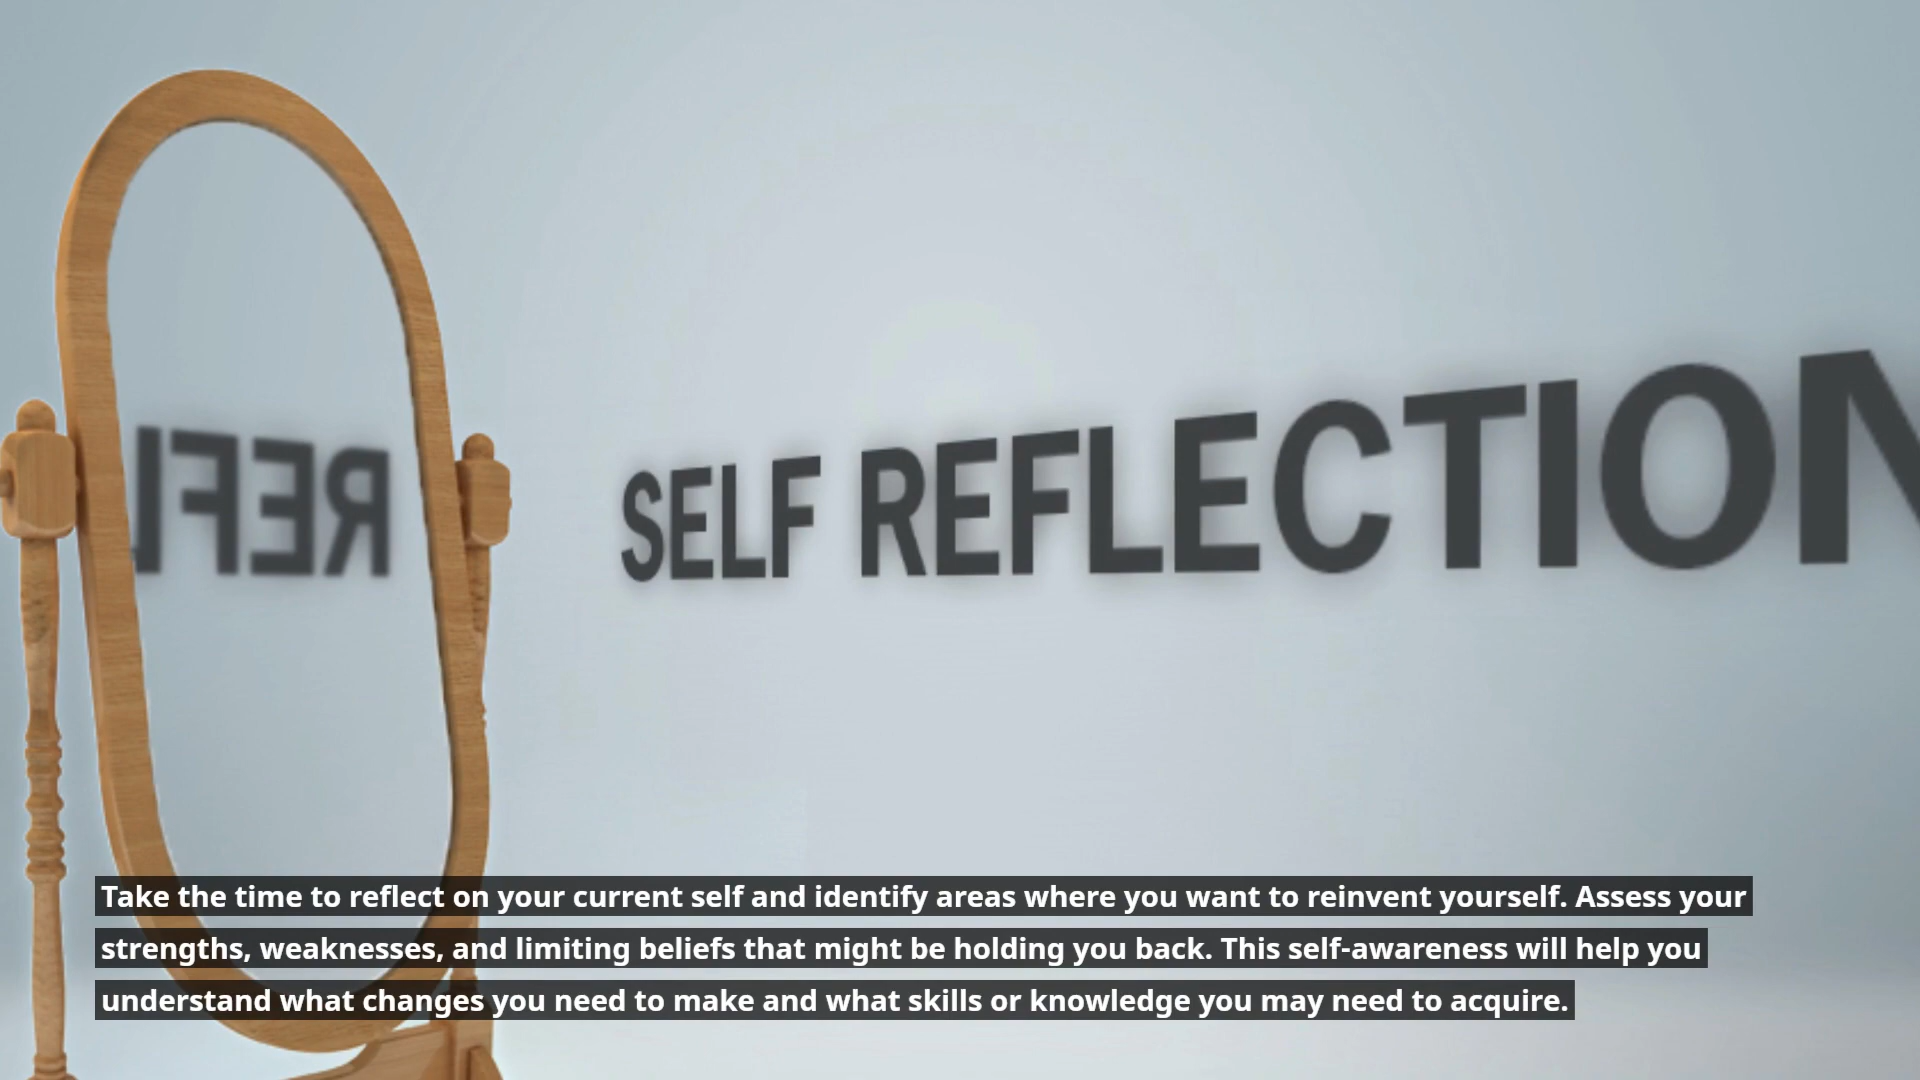 REFL
SELF REFLECTION
Take the time to reflect on your current self and identify areas where you want to reinvent yourself. Assess your
strengths, weaknesses, and limiting beliefs that might be holding you back. This self-awareness will help you
understand what changes you need to make and what skills or knowledge you may need to acquire.